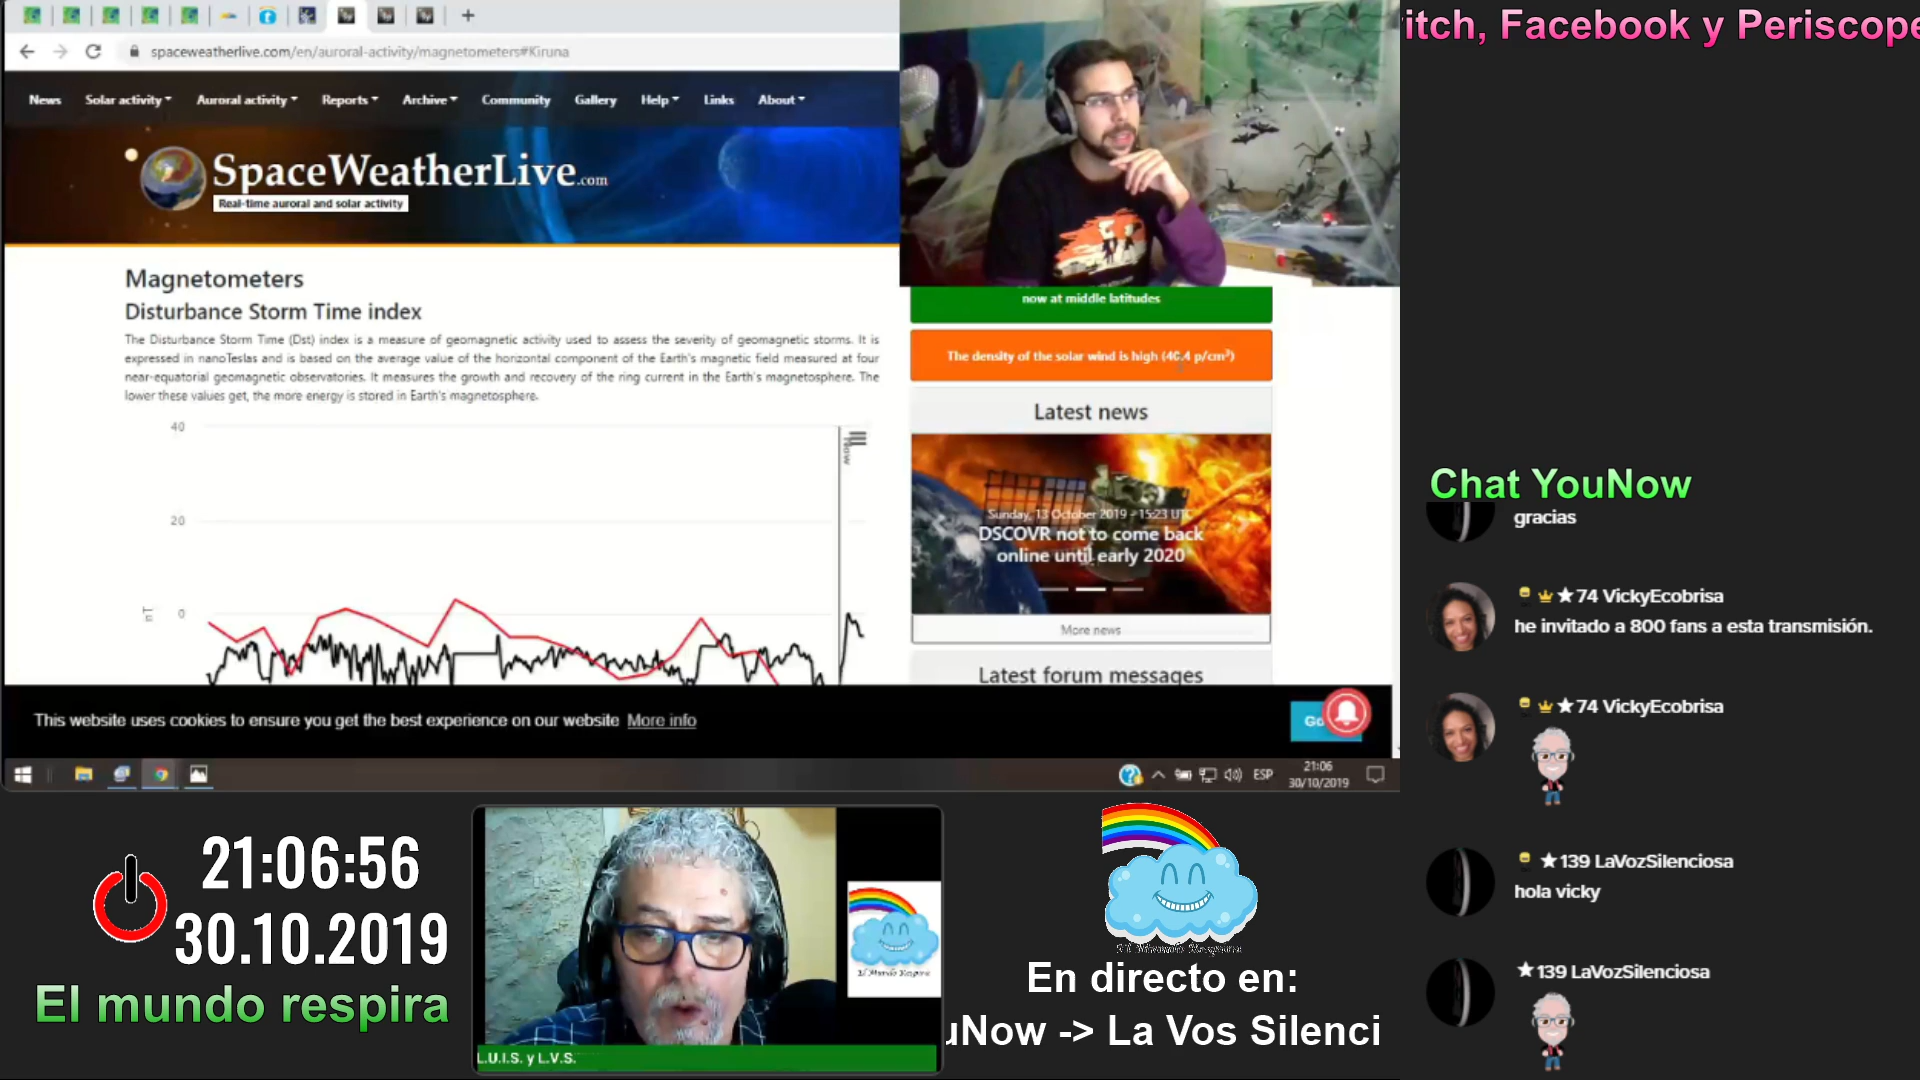 spaceweatherlive.com/en/auroral-activity/magnetometers#Kiruna
News Solar activity Auroral activity Reports Archive Community Gallery Help Links About
SpaceWeatherLive.com
Real-time auroral and solar activity
Magnetometers
Disturbance Storm Time index
The Disturbance Storm Time (Dst) index is a measure of geomagnetic activity used to assess the severity of geomagnetic storms. It is
expressed in nanoTeslas and is based on the average value of the horizontal component of the Earth's magnetic field measured at four
near-equatorial geomagnetic observatories. It measures the growth and recovery of the ring current in the Earth's magnetosphere. The
lower these values get, the more energy is stored in Earth's magnetosphere.
40
20
0
nT
Now
now at middle latitudes
The density of the solar wind is high (40.4 p/cm³)
Latest news
Sunday, 13 October 2019 - 15:23 UTC
DSCOVR not to come back
online until early 2020
More news
Latest forum messages
This website uses cookies to ensure you get the best experience on our website More info
Go
ESP
21:06
30/10/2019
itch, Facebook y Periscope
Chat YouNow
gracias
74 VickyEcobrisa
he invitado a 800 fans a esta transmisión.
74 VickyEcobrisa
139 LaVozSilenciosa
hola vicky
139 LaVozSilenciosa
21:06:56
30.10.2019
El mundo respira
El Mundo Respira
L.U.I.S. y L.V.S.
El Mundo Respira
En directo en:
uNow -> La Vos Silenci